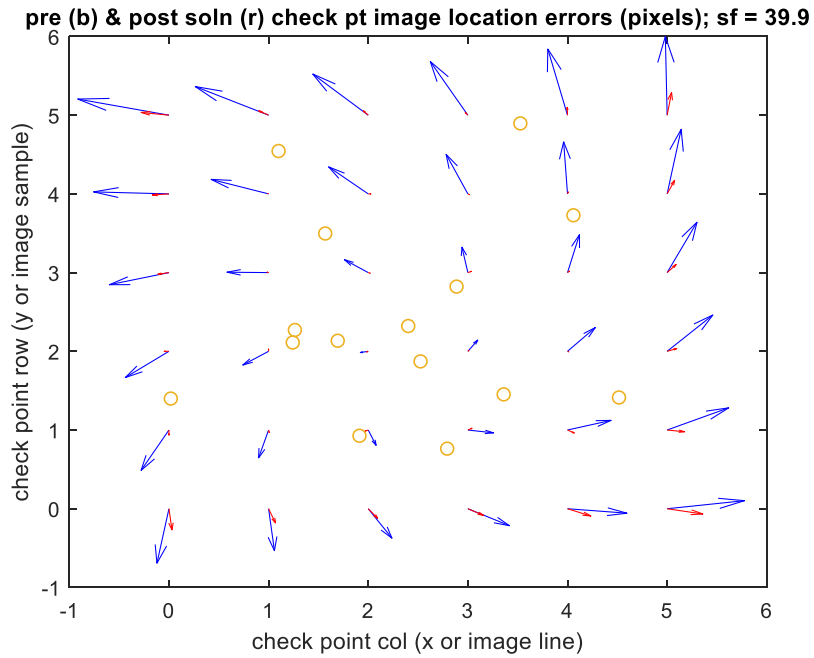 pre (b) & post soln (r) check pt image location errors (pixels); sf = 39.9
6
5
4
3
2
1
0
-1
check point row (y or image sample)
-1 0 1 2 3 4 5 6
check point col (x or image line)